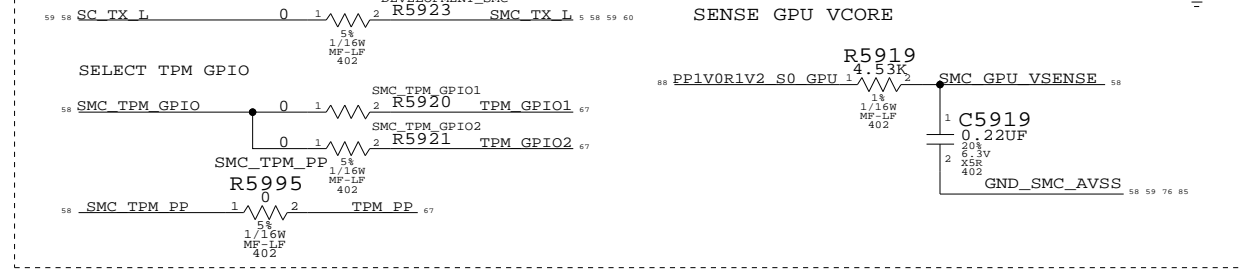 DEVELOPMENT_SMC
59 58 SC_TX_L 0 1 2 R5923 SMC_TX_L 5 58 59 60
5%
1/16W
MF-LF
402
SELECT TPM GPIO
SMC_TPM_GPIO1
58 SMC_TPM_GPIO 0 1 2 R5920 TPM_GPIO1 67
SMC_TPM_GPIO2
0 1 2 R5921 TPM_GPIO2 67
5%
1/16W
MF-LF
402
SMC_TPM_PP
R5995
0
58 SMC_TPM_PP 1 2 TPM_PP 67
5%
1/16W
MF-LF
402
SENSE GPU VCORE
R5919
4.53K
88 PP1V0R1V2_S0_GPU 1 2 SMC_GPU_VSENSE 58
1%
1/16W
MF-LF
402
1 C5919
0.22UF
20%
6.3V
2 X5R
402
GND_SMC_AVSS 58 59 76 85